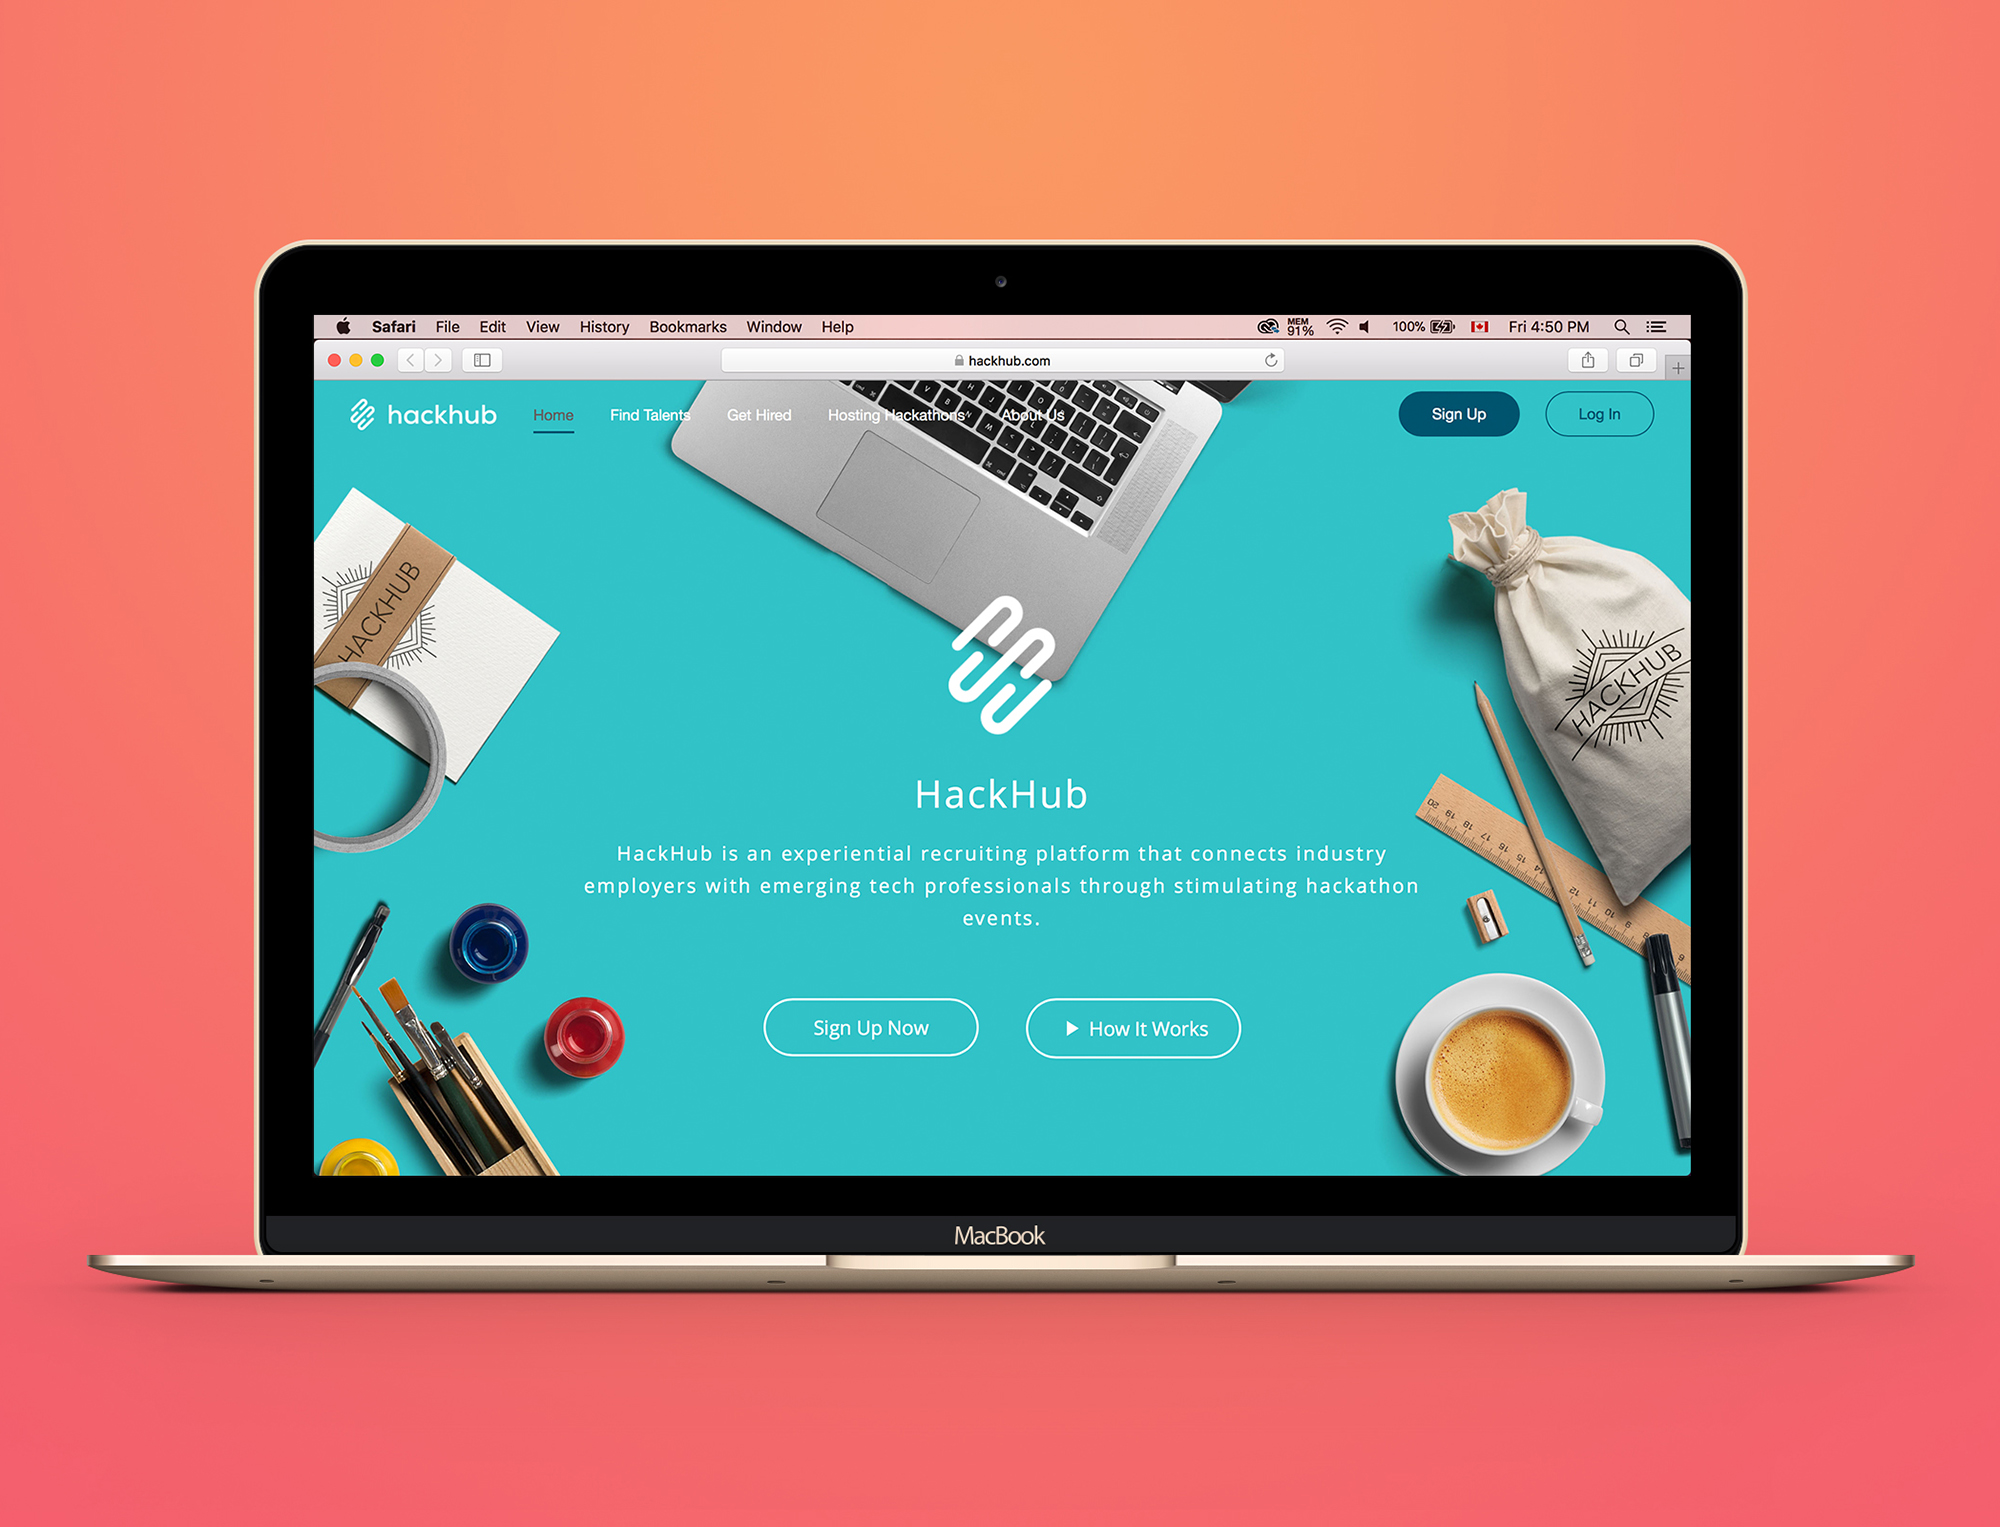 Safari File Edit View History Bookmarks Window Help MEM 91% 100% Fri 4:50 PM
hackhub.com
hackhub Home Find Talents Get Hired Hosting Hackathons About Us Sign Up Log In
HACKHUB
HACKHUB
HackHub
HackHub is an experiential recruiting platform that connects industry
employers with emerging tech professionals through stimulating hackathon
events.
Sign Up Now How It Works
MacBook